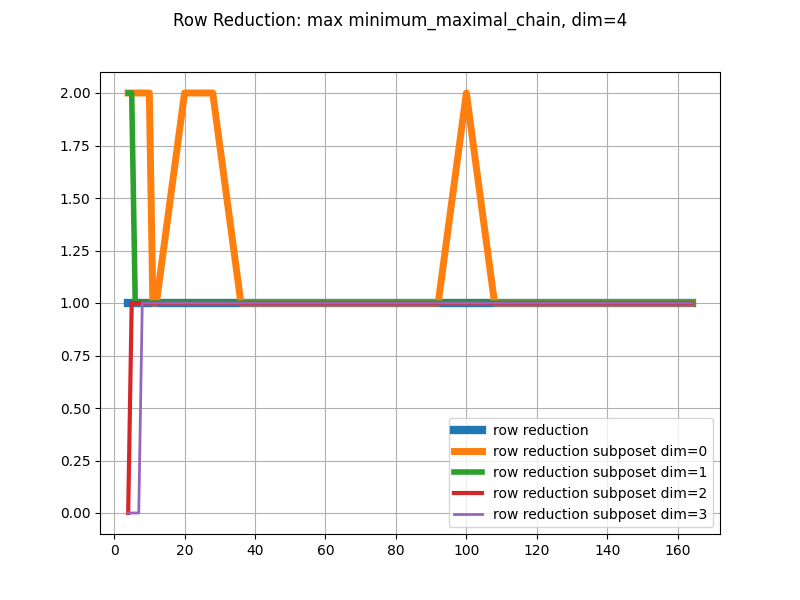 Row Reduction: max minimum_maximal_chain, dim=4
2.00
1.75
1.50
1.25
1.00
0.75
0.50
0.25
0.00
row reduction
row reduction subposet dim=0
row reduction subposet dim=1
row reduction subposet dim=2
row reduction subposet dim=3
0 20 40 60 80 100 120 140 160